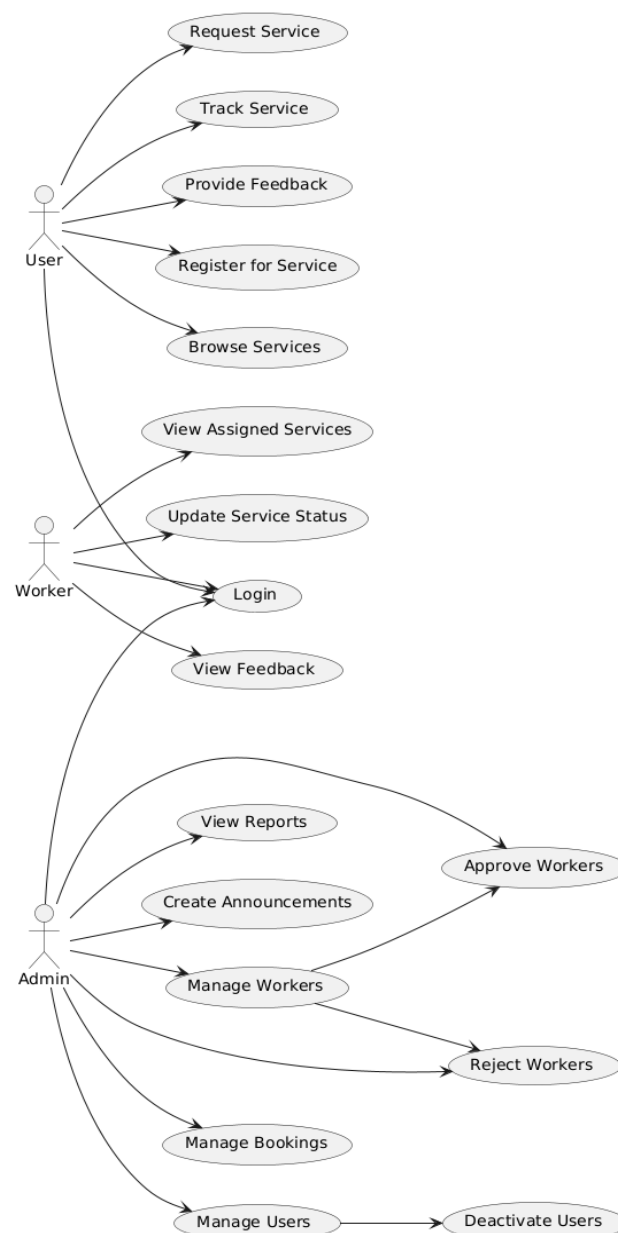 Request Service
Track Service
Provide Feedback
User
Register for Service
Browse Services
View Assigned Services
Update Service Status
Worker
Login
View Feedback
View Reports
Approve Workers
Create Announcements
Admin
Manage Workers
Reject Workers
Manage Bookings
Manage Users
Deactivate Users